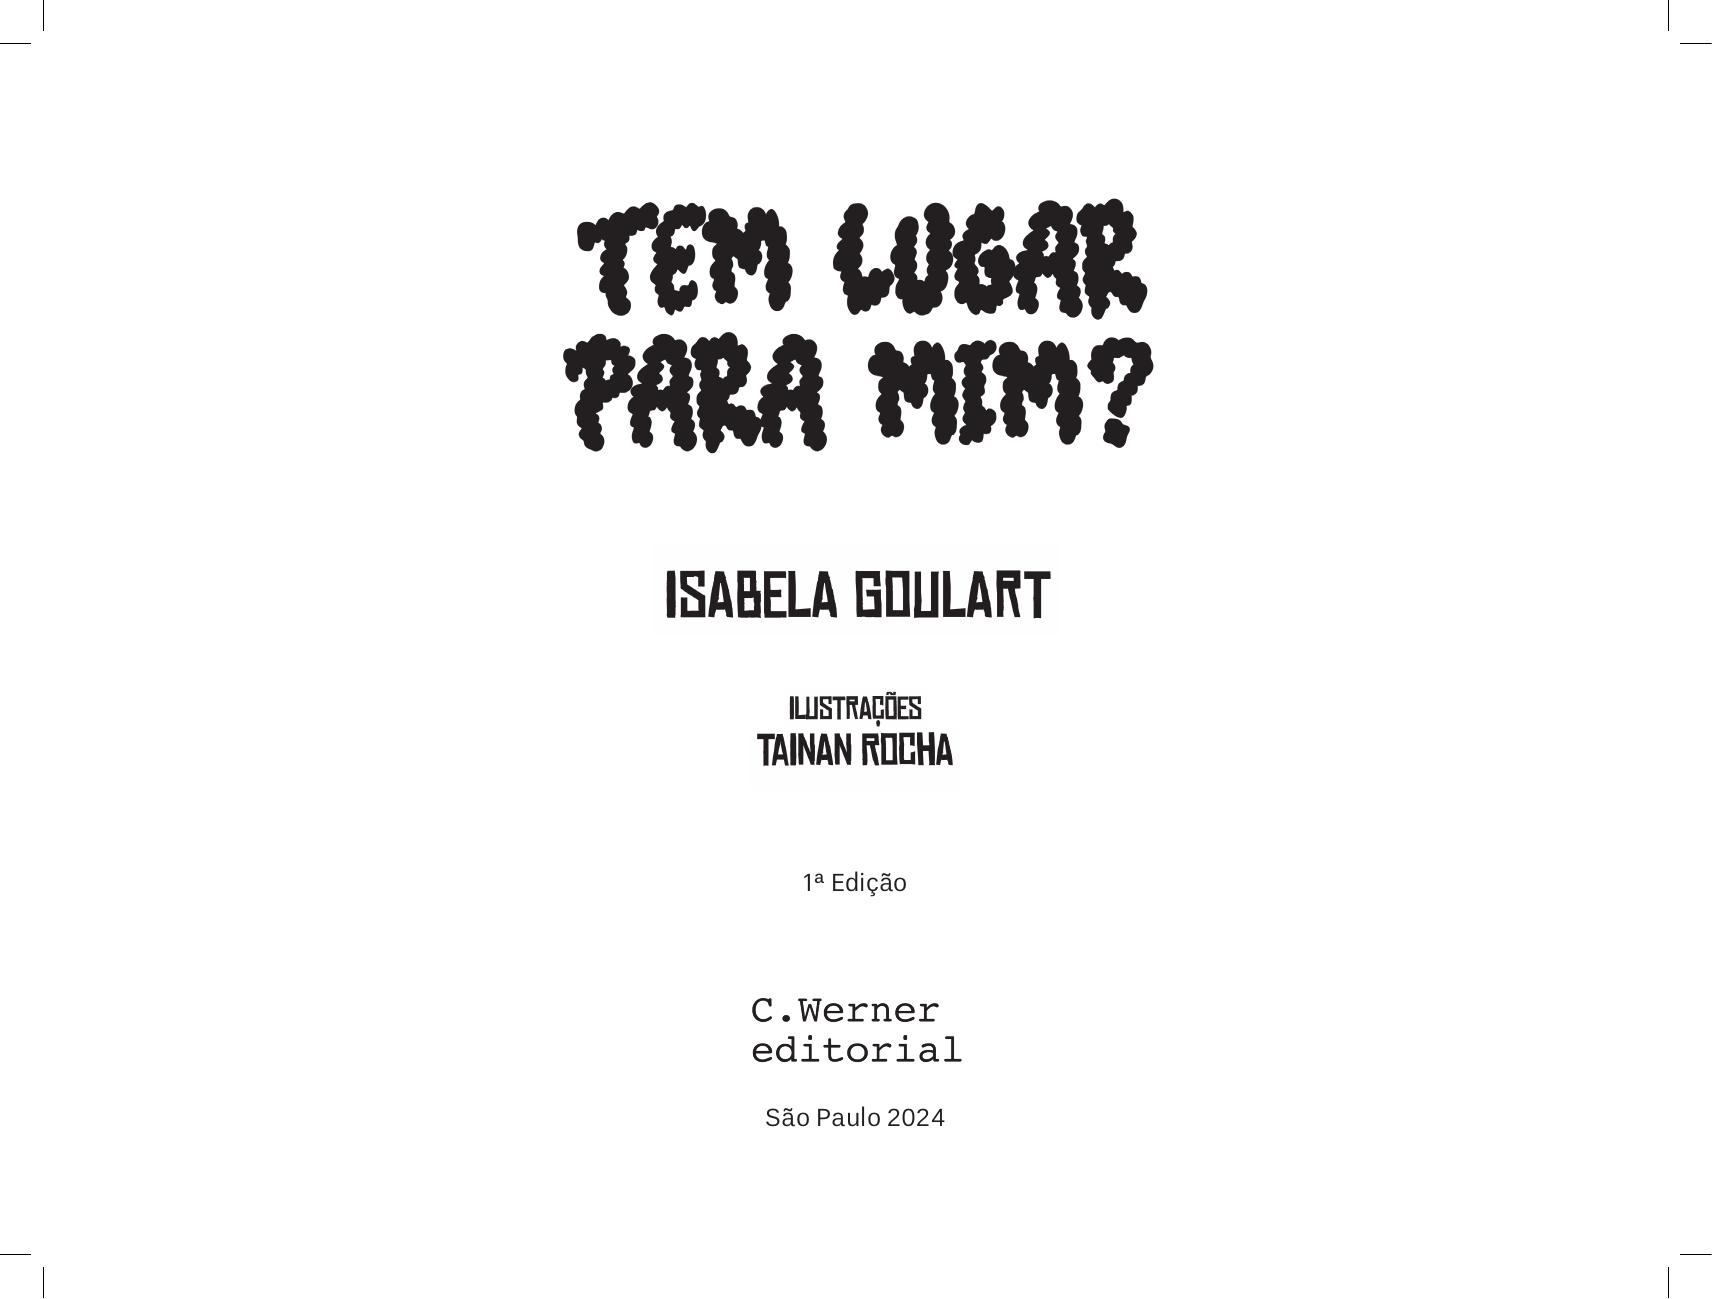 TEM LUGAR
PARA MIM?
ISABELA GOULART
ILUSTRAÇÕES
TAINAN ROCHA
1ª Edição
C.Werner
editorial
São Paulo 2024